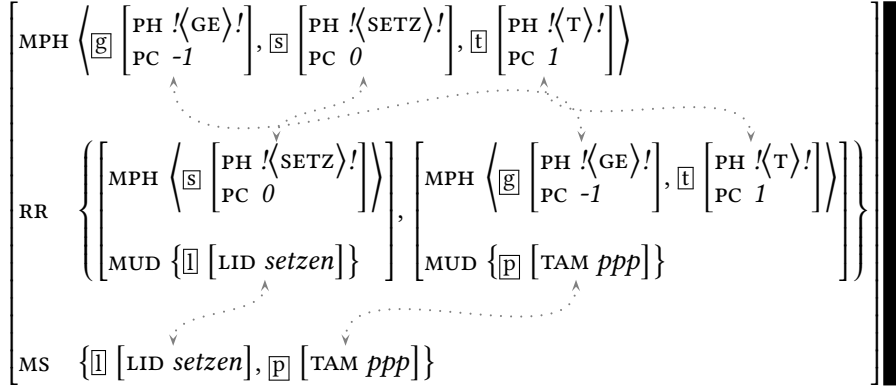 MPH ⟨ g [PH !⟨GE⟩!, PC -1], s [PH !⟨SETZ⟩!, PC 0], t [PH !⟨T⟩!, PC 1] ⟩
RR { [MPH ⟨ s [PH !⟨SETZ⟩!, PC 0] ⟩, MUD { l [LID setzen] }], [MPH ⟨ g [PH !⟨GE⟩!, PC -1], t [PH !⟨T⟩!, PC 1] ⟩, MUD { p [TAM ppp] }] }
MS { l [LID setzen], p [TAM ppp] }